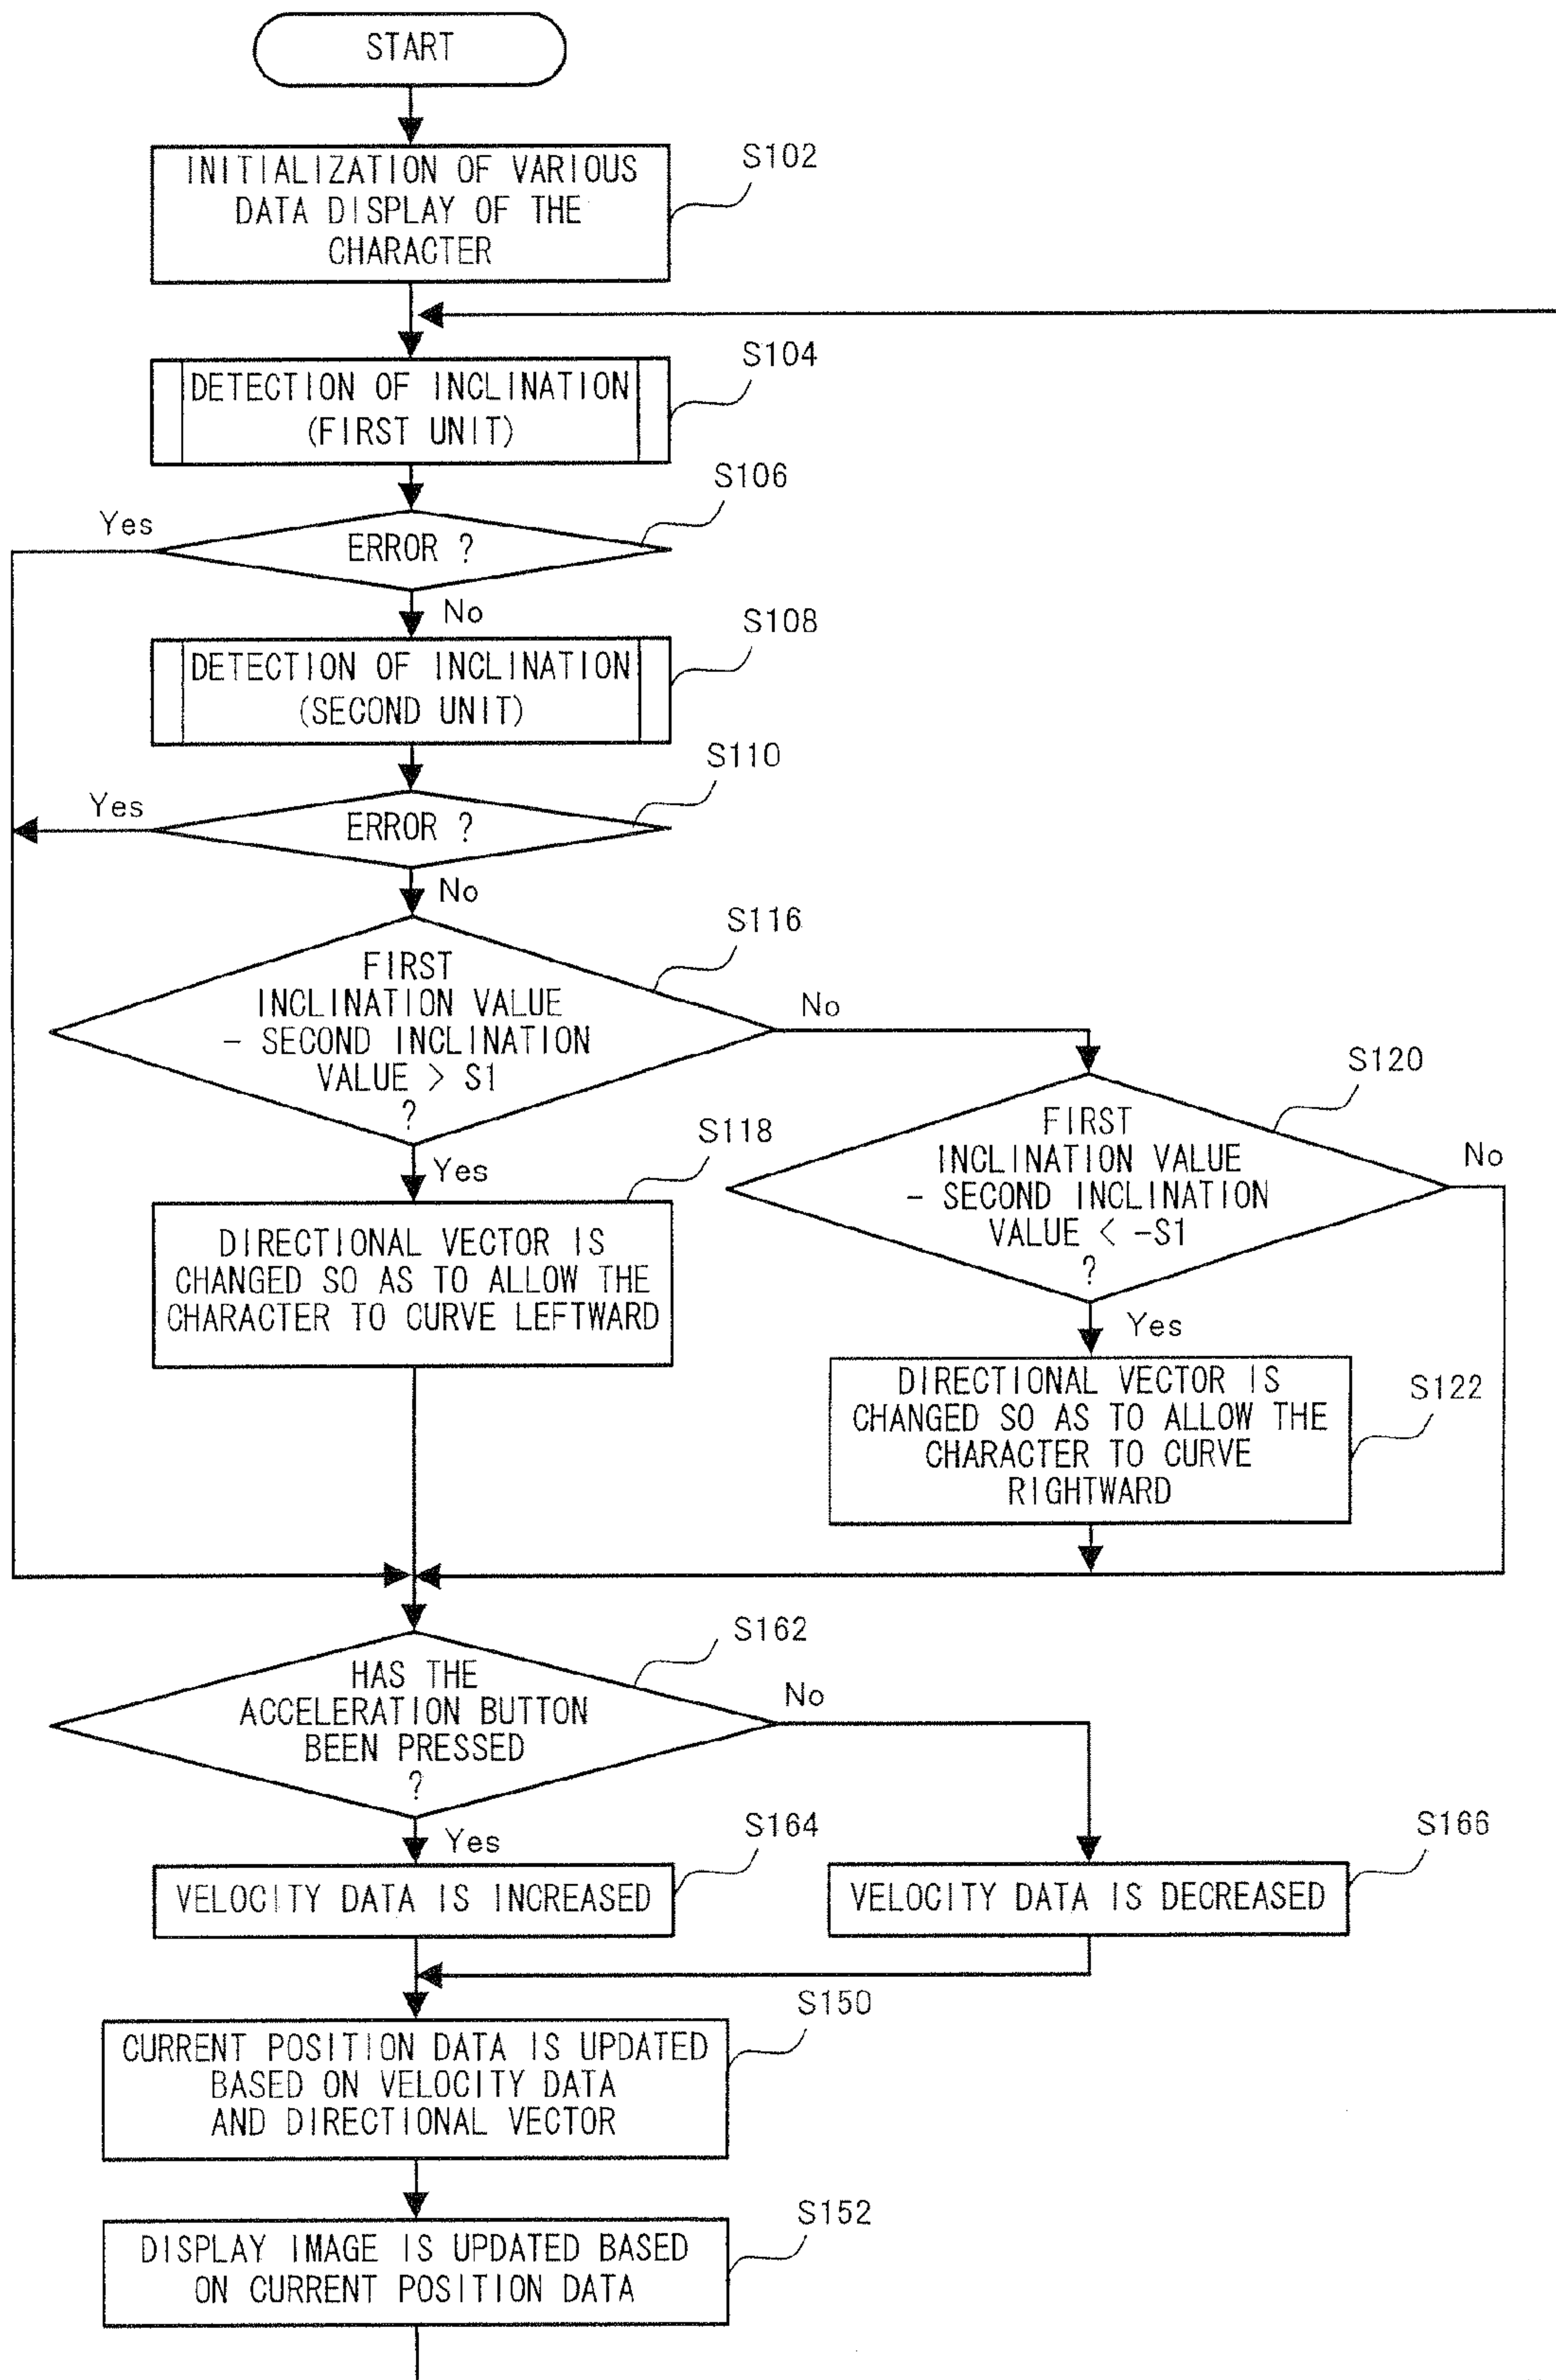 START
S102
INITIALIZATION OF VARIOUS
DATA DISPLAY OF THE
CHARACTER
S104
DETECTION OF INCLINATION
(FIRST UNIT)
S106
Yes
ERROR ?
No
S108
DETECTION OF INCLINATION
(SECOND UNIT)
S110
Yes
ERROR ?
No
S116
FIRST
INCLINATION VALUE
- SECOND INCLINATION
VALUE > S1
?
No
S120
FIRST
INCLINATION VALUE
- SECOND INCLINATION
VALUE < -S1
?
No
Yes
S118
DIRECTIONAL VECTOR IS
CHANGED SO AS TO ALLOW THE
CHARACTER TO CURVE LEFTWARD
Yes
S122
DIRECTIONAL VECTOR IS
CHANGED SO AS TO ALLOW THE
CHARACTER TO CURVE
RIGHTWARD
S162
HAS THE
ACCELERATION BUTTON
BEEN PRESSED
?
No
Yes
S164
VELOCITY DATA IS INCREASED
S166
VELOCITY DATA IS DECREASED
S150
CURRENT POSITION DATA IS UPDATED
BASED ON VELOCITY DATA
AND DIRECTIONAL VECTOR
S152
DISPLAY IMAGE IS UPDATED BASED
ON CURRENT POSITION DATA